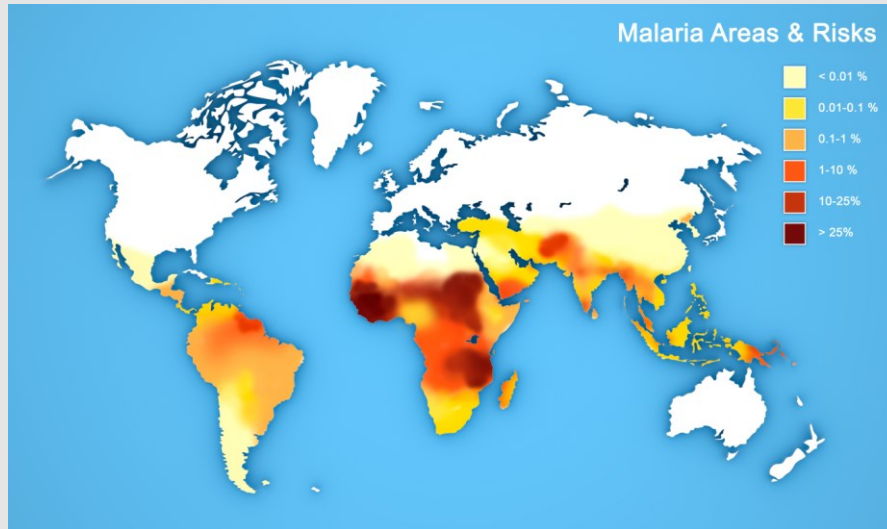 Malaria Areas & Risks
< 0.01 %
0.01-0.1 %
0.1-1 %
1-10 %
10-25%
> 25%